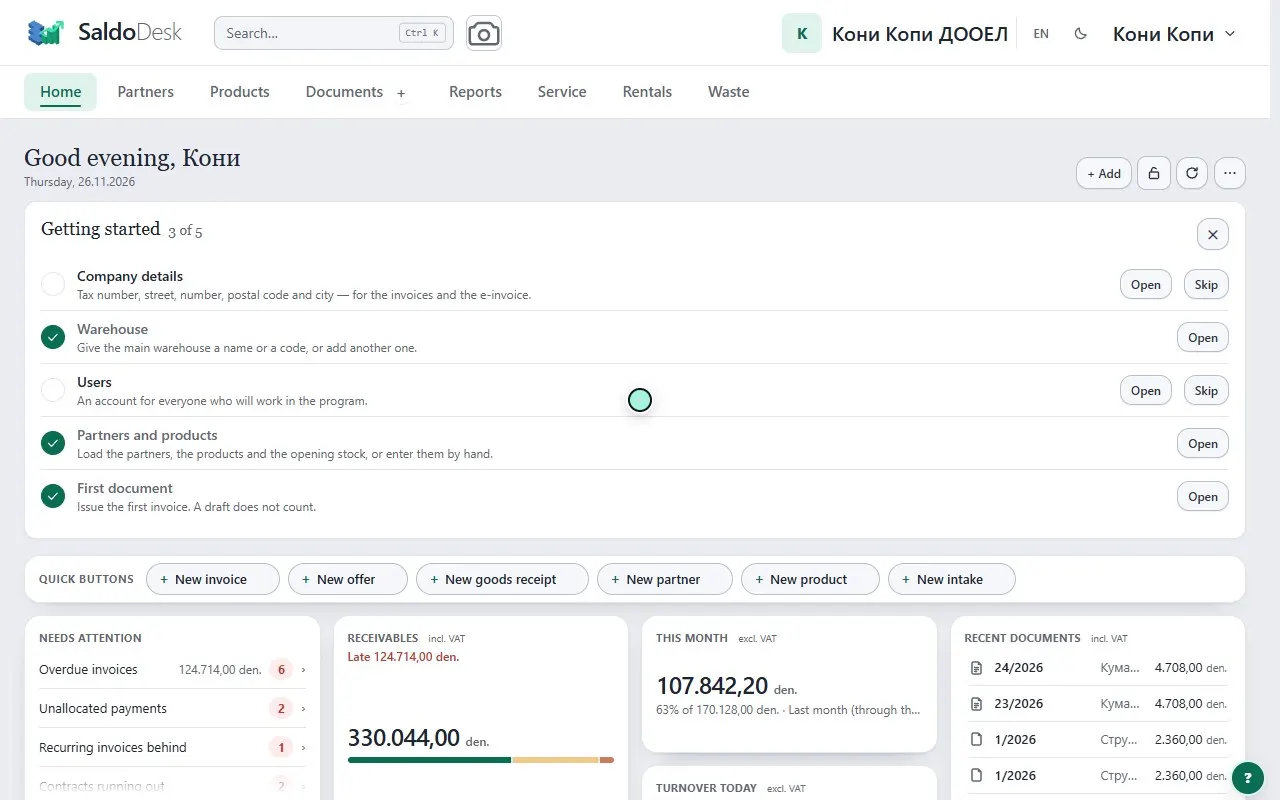 SaldoDesk
Search... Ctrl K
K Кони Копи ДООЕЛ EN Кони Копи
Home Partners Products Documents + Reports Service Rentals Waste
Good evening, Кони
Thursday, 26.11.2026
+ Add
Getting started 3 of 5
Company details
Tax number, street, number, postal code and city — for the invoices and the e-invoice.
Open Skip
Warehouse
Give the main warehouse a name or a code, or add another one.
Open
Users
An account for everyone who will work in the program.
Open Skip
Partners and products
Load the partners, the products and the opening stock, or enter them by hand.
Open
First document
Issue the first invoice. A draft does not count.
Open
QUICK BUTTONS + New invoice + New offer + New goods receipt + New partner + New product + New intake
NEEDS ATTENTION
Overdue invoices 124.714,00 den. 6 ›
Unallocated payments 2 ›
Recurring invoices behind 1 ›
Contracts running out 2 ›
RECEIVABLES incl. VAT
Late 124.714,00 den.
330.044,00 den.
THIS MONTH excl. VAT
107.842,20 den.
63% of 170.128,00 den. · Last month (through th...
TURNOVER TODAY excl. VAT
RECENT DOCUMENTS incl. VAT
24/2026 Кума... 4.708,00 den.
23/2026 Кума... 4.708,00 den.
1/2026 Стру... 2.360,00 den.
1/2026 Стру... 2.360,00 den.
?